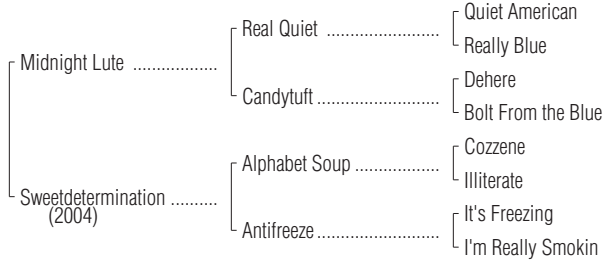 Quiet American
Real Quiet ......................
Really Blue
Midnight Lute .................
Dehere
Candytuft ........................
Bolt From the Blue
Cozzene
Alphabet Soup ................
Illiterate
Sweetdetermination ..........
(2004)
It's Freezing
Antifreeze ........................
I'm Really Smokin